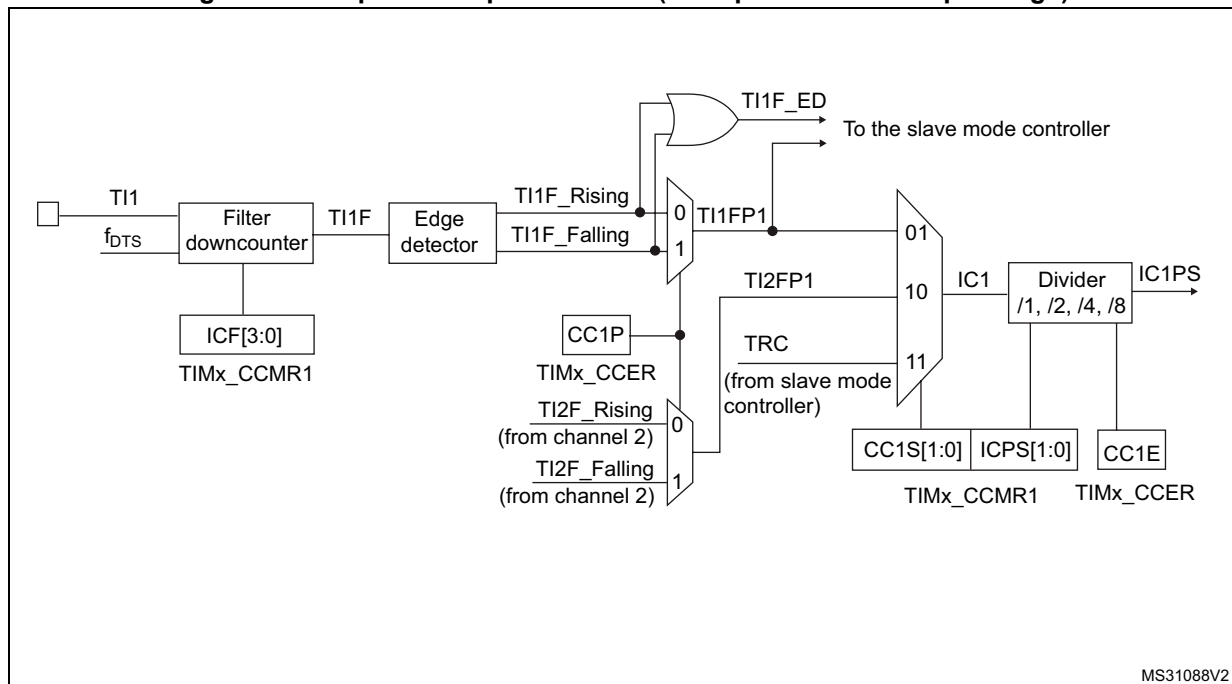 TI1F_ED
To the slave mode controller
TI1
TI1F
TI1F_Rising
0
TI1FP1
f_DTS
Filter
downcounter
Edge
detector
TI1F_Falling
1
01
TI2FP1
10
IC1
Divider
/1, /2, /4, /8
IC1PS
ICF[3:0]
TIMx_CCMR1
CC1P
TIMx_CCER
TRC
11
(from slave mode
controller)
TI2F_Rising
0
(from channel 2)
TI2F_Falling
1
(from channel 2)
CC1S[1:0]
ICPS[1:0]
CC1E
TIMx_CCMR1
TIMx_CCER
MS31088V2